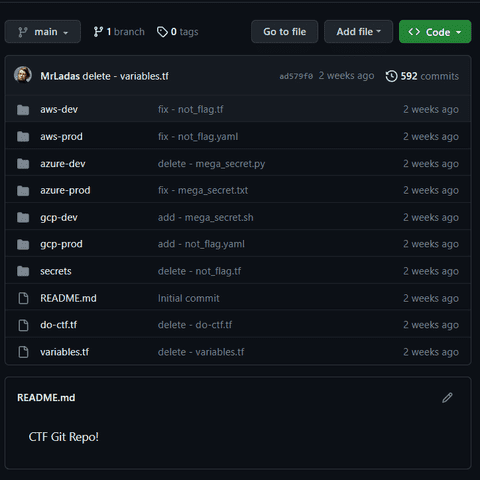 main 1 branch 0 tags Go to file Add file Code
MrLadas delete - variables.tf ad579f0 2 weeks ago 592 commits
aws-dev fix - not_flag.tf 2 weeks ago
aws-prod fix - not_flag.yaml 2 weeks ago
azure-dev delete - mega_secret.py 2 weeks ago
azure-prod fix - mega_secret.txt 2 weeks ago
gcp-dev add - mega_secret.sh 2 weeks ago
gcp-prod add - not_flag.yaml 2 weeks ago
secrets delete - not_flag.tf 2 weeks ago
README.md Initial commit 2 weeks ago
do-ctf.tf delete - do-ctf.tf 2 weeks ago
variables.tf delete - variables.tf 2 weeks ago
README.md
CTF Git Repo!